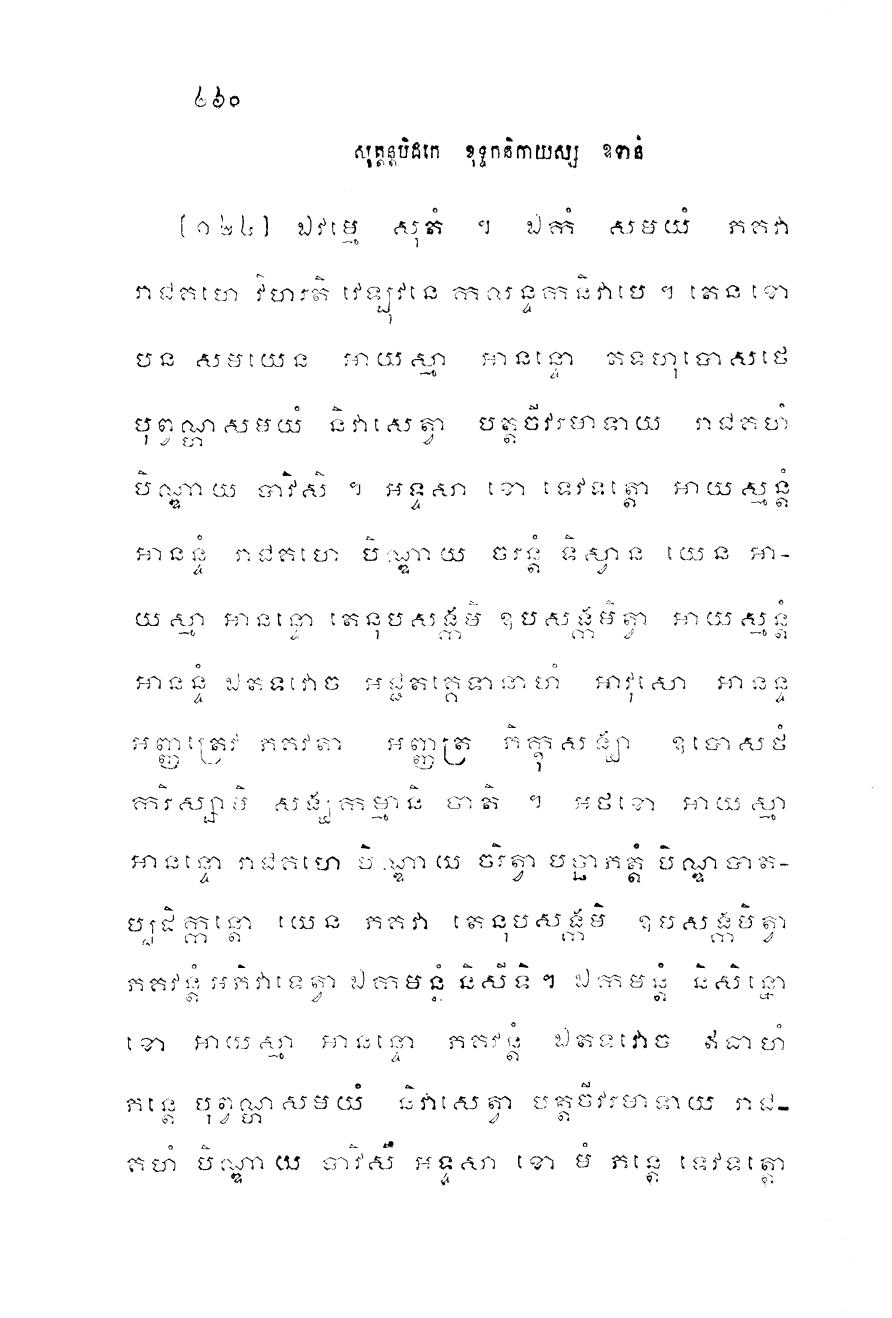 ៤៦០
សុត្តន្តបិដកេ ខុទ្ទកនិកាយស្ស ឧទានំ
[១២៤] ឯវម្មេ សុតំ ។ ឯកំ សមយំ ភគវា
រាជគហេ វិហរតិ វេឡុវនេ កាលន្ទកនិវាបេ ។ តេន ខោ
បន សមយេន អាយស្មា អានន្ទោ តទហុបោសថេ
បុព្វណ្ហសមយំ និវាសេត្វា បត្តចីវរមាទាយ រាជគហំ
បិណ្ឌាយ បាវិសិ ។ អទ្ទសា ខោ ទេវទត្តោ អាយស្មន្តំ
អានន្ទំ រាជគហេ បិណ្ឌាយ ចរន្តំ ទិស្វាន យេន អា-
យស្មា អានន្ទោ តេនុបសង្កមិ ឧបសង្កមិត្វា អាយស្មន្តំ
អានន្ទំ ឯតទវោច អជ្ជតគ្គេទានាហំ អាវុសោ អានន្ទ
អញ្ញត្រេវ ភគវតា អញ្ញត្រ ភិក្ខុសង្ឃា ឧបោសថំ
ករិស្សាមិ សង្ឃកម្មានិ ចាតិ ។ អថខោ អាយស្មា
អានន្ទោ រាជគហេ បិណ្ឌាយ ចរិត្វា បច្ឆាភត្តំ បិណ្ឌបាត-
ប្បដិក្កន្តោ យេន ភគវា តេនុបសង្កមិ ឧបសង្កមិត្វា
ភគវន្តំ អភិវាទេត្វា ឯកមន្តំ និសីទិ ។ ឯកមន្តំ និសិន្នោ
ខោ អាយស្មា អានន្ទោ ភគវន្តំ ឯតទវោច ឥធាហំ
ភន្តេ បុព្វណ្ហសមយំ និវាសេត្វា បត្តចីវរមាទាយ រាជ-
គហំ បិណ្ឌាយ បាវិសឹ អទ្ទសា ខោ មំ ភន្តេ ទេវទត្តោ